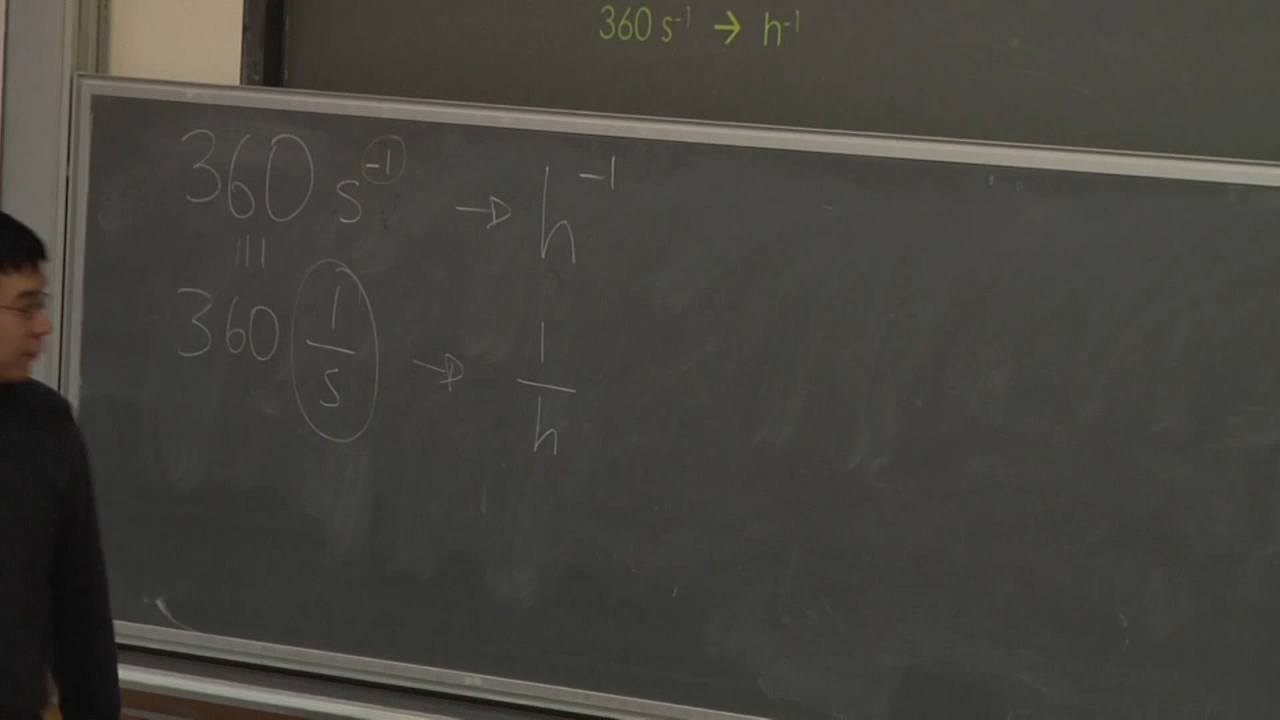 360 s⁻¹ → h⁻¹
360 s⁻¹ → h⁻¹
|||
360 1/s → 1/h